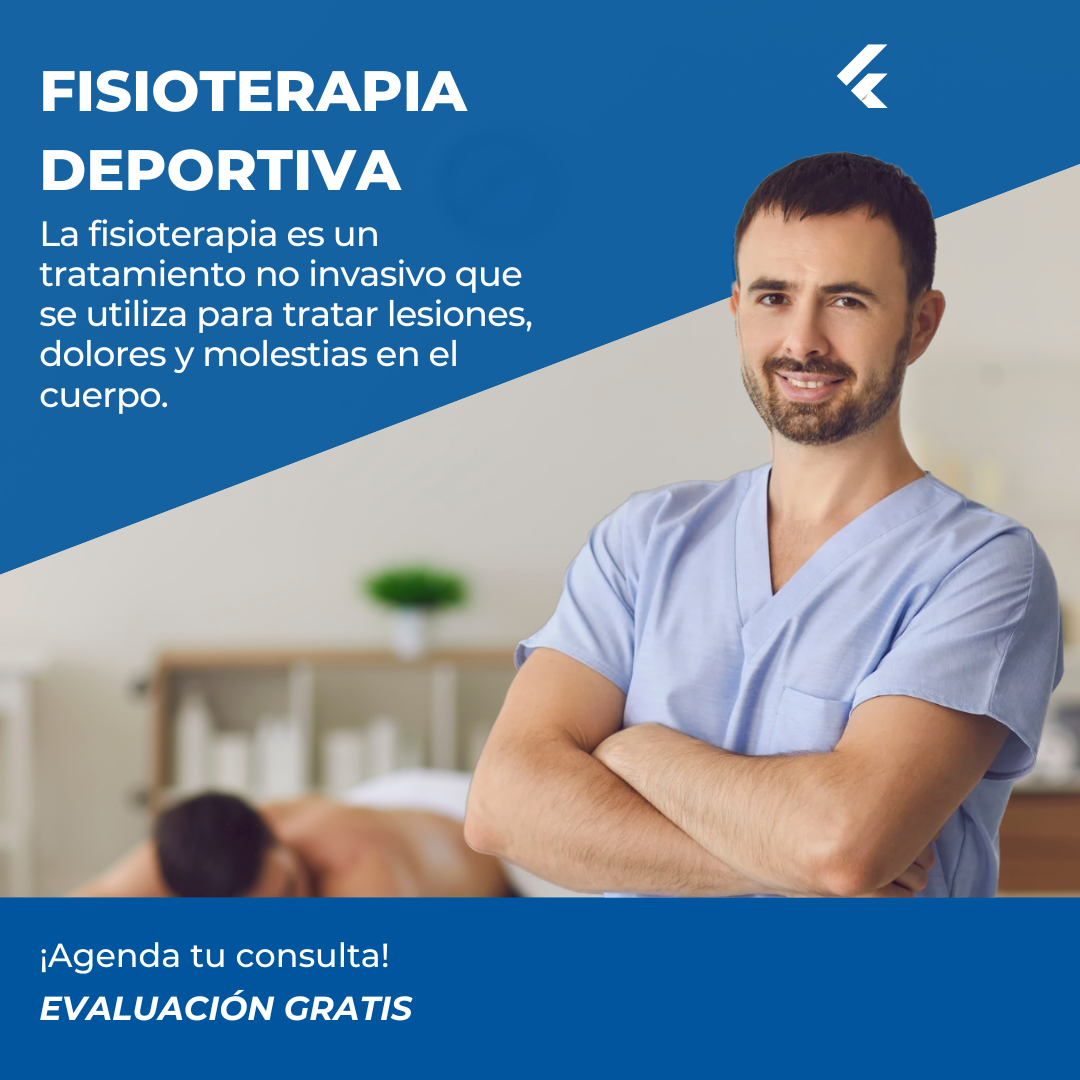 FISIOTERAPIA
DEPORTIVA
La fisioterapia es un
tratamiento no invasivo que
se utiliza para tratar lesiones,
dolores y molestias en el
cuerpo.
¡Agenda tu consulta!
EVALUACIÓN GRATIS